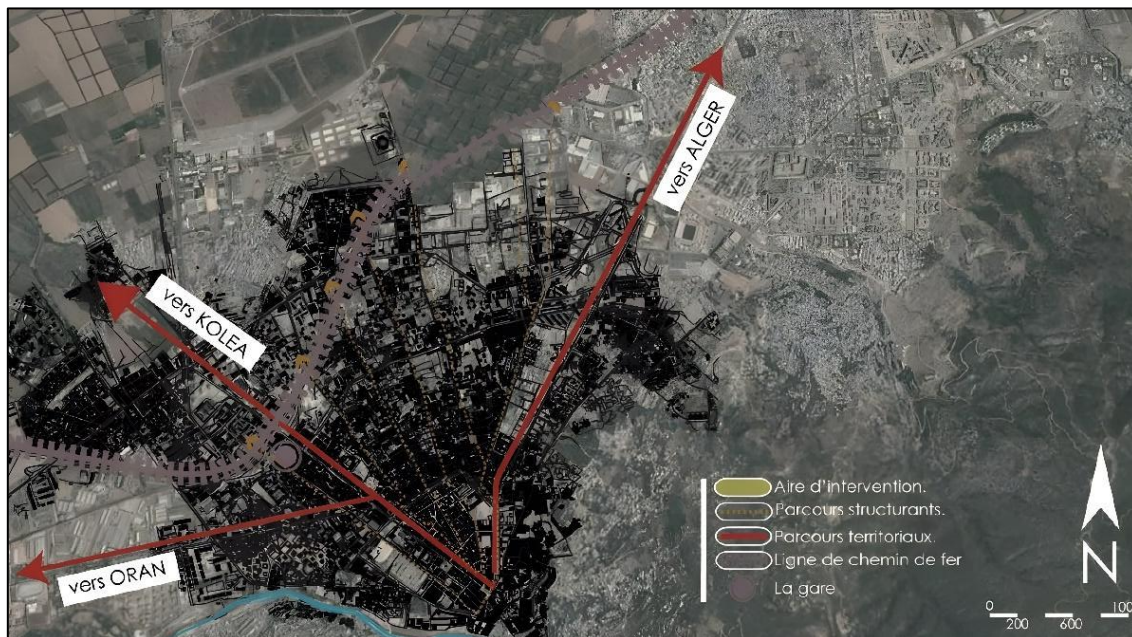 vers ALGER
vers KOLEA
vers ORAN
Aire d'intervention.
Parcours structurants.
Parcours territoriaux.
Ligne de chemin de fer
La gare
N
0 200 600 100